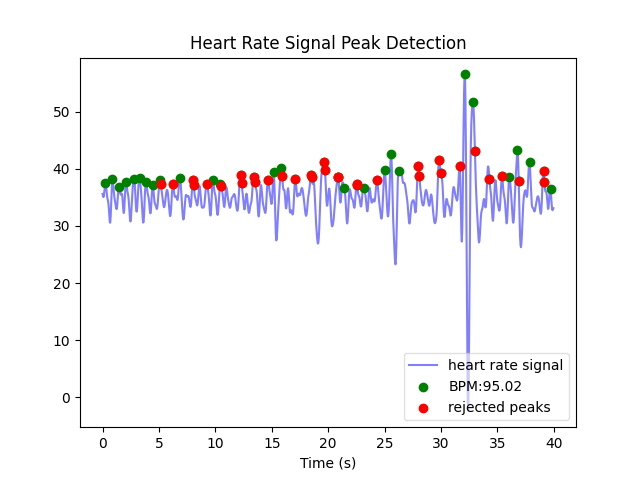 Heart Rate Signal Peak Detection
50
40
30
20
10
0
heart rate signal
BPM:95.02
rejected peaks
0 5 10 15 20 25 30 35 40
Time (s)